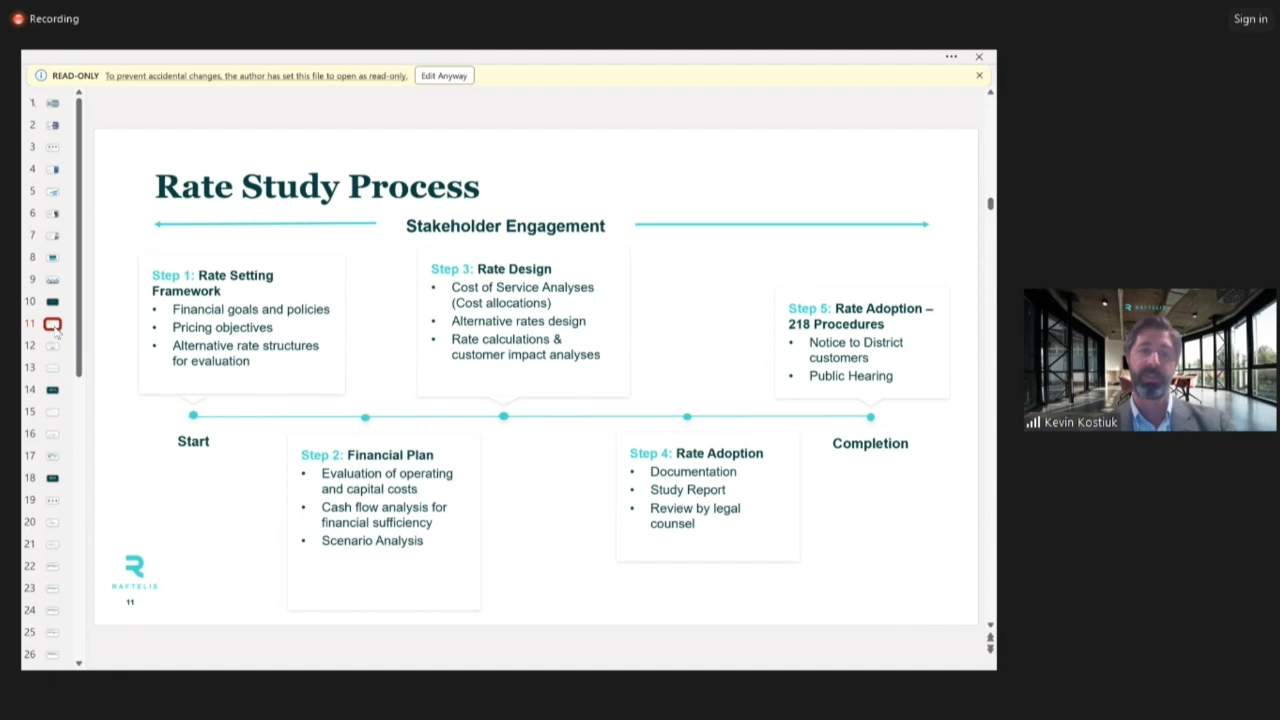 Recording
Sign in
READ-ONLY To prevent accidental changes, the author has set this file to open as read-only. Edit Anyway
1
2
3
4
5
6
7
8
9
10
11
12
13
14
15
16
17
18
19
20
21
22
23
24
25
26
Rate Study Process
Stakeholder Engagement
Step 1: Rate Setting
Framework
• Financial goals and policies
• Pricing objectives
• Alternative rate structures
for evaluation
Step 3: Rate Design
• Cost of Service Analyses
(Cost allocations)
• Alternative rates design
• Rate calculations &
customer impact analyses
Step 5: Rate Adoption –
218 Procedures
• Notice to District
customers
• Public Hearing
Start
Completion
Step 2: Financial Plan
• Evaluation of operating
and capital costs
• Cash flow analysis for
financial sufficiency
• Scenario Analysis
Step 4: Rate Adoption
• Documentation
• Study Report
• Review by legal
counsel
RAFTELIS
11
RAFTELIS
Kevin Kostiuk